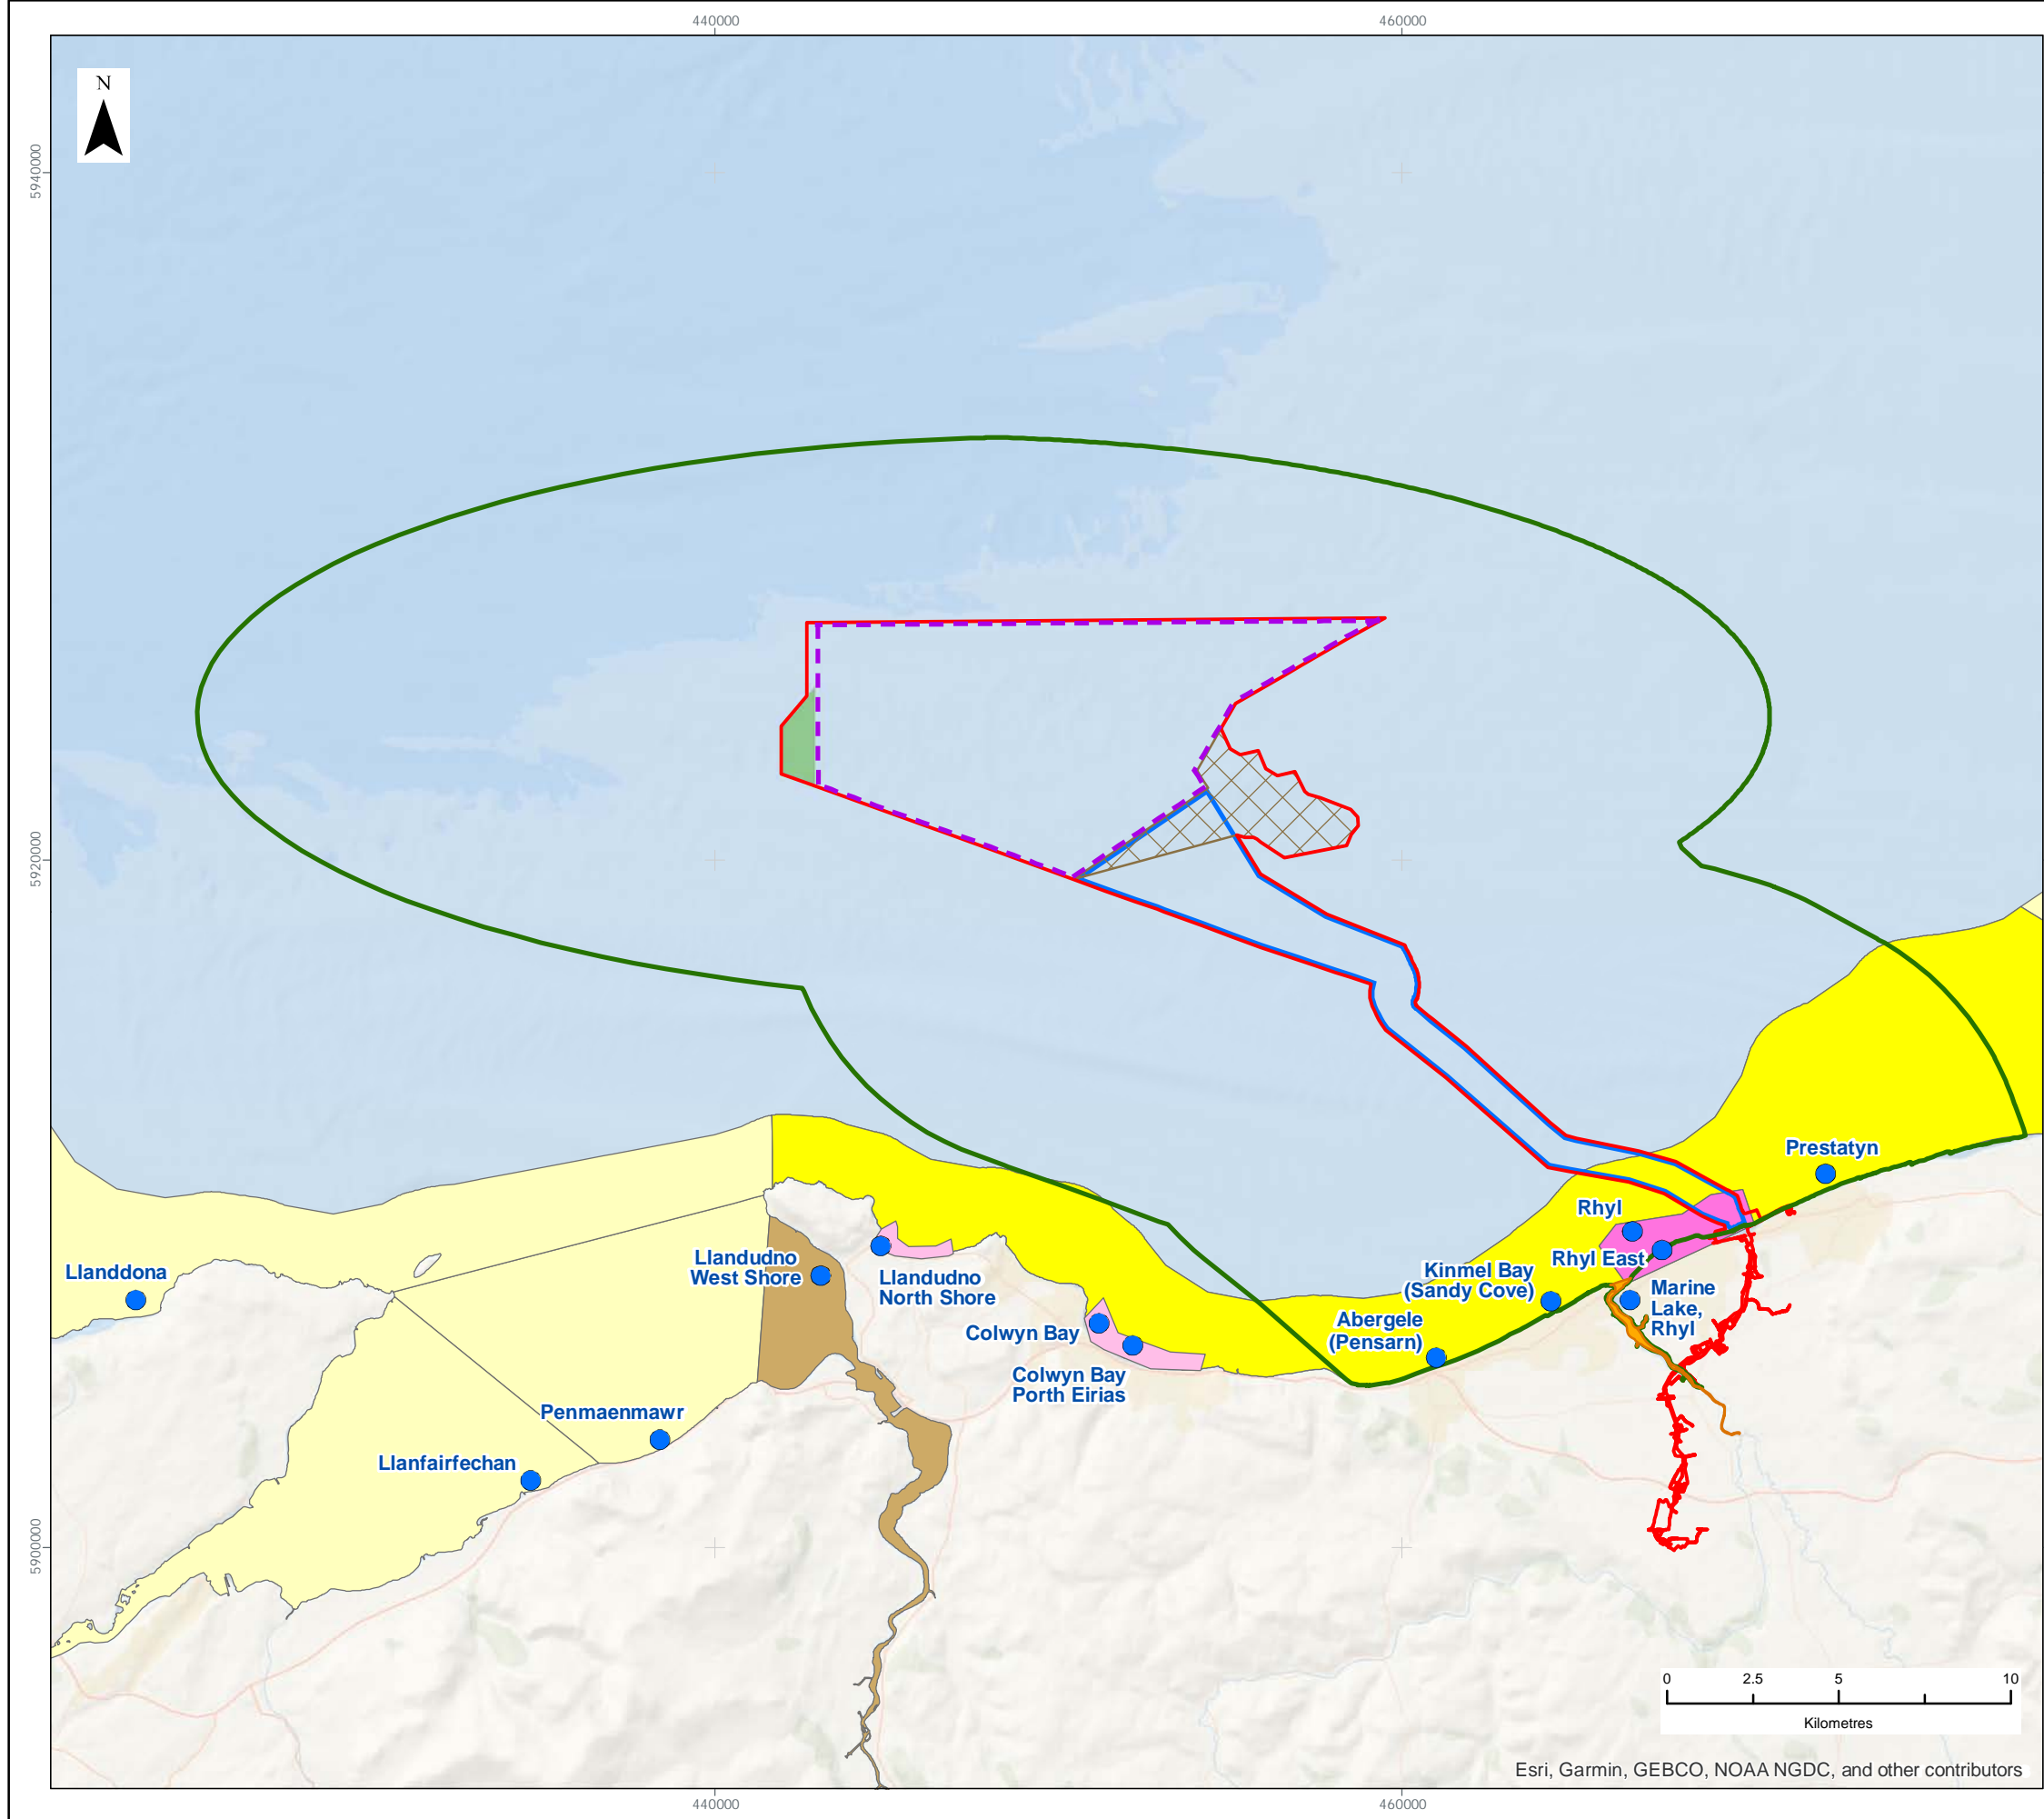 440000
460000
N
5940000
5920000
5900000
Prestatyn
Rhyl
Rhyl East
Llandudno
West Shore
Llanddona
Kinmel Bay
(Sandy Cove)
Llandudno
North Shore
Marine
Lake,
Rhyl
Abergele
(Pensarn)
Colwyn Bay
Colwyn Bay
Porth Eirias
Penmaenmawr
Llanfairfechan
0 2.5 5 10
Kilometres
Esri, Garmin, GEBCO, NOAA NGDC, and other contributors
440000
460000